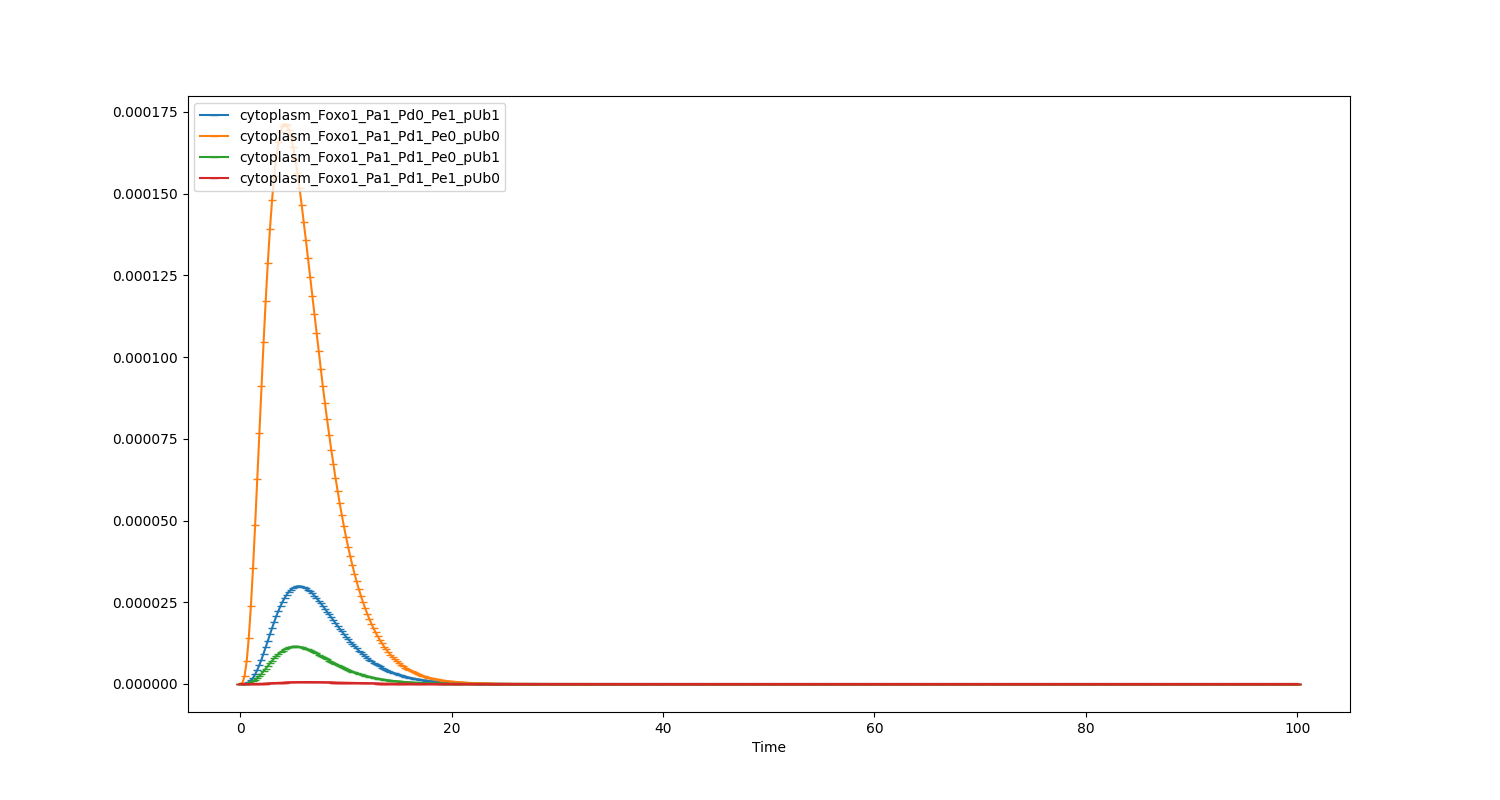 0.000175
0.000150
0.000125
0.000100
0.000075
0.000050
0.000025
0.000000
cytoplasm_Foxo1_Pa1_Pd0_Pe1_pUb1
cytoplasm_Foxo1_Pa1_Pd1_Pe0_pUb0
cytoplasm_Foxo1_Pa1_Pd1_Pe0_pUb1
cytoplasm_Foxo1_Pa1_Pd1_Pe1_pUb0
0 20 40 60 80 100
Time